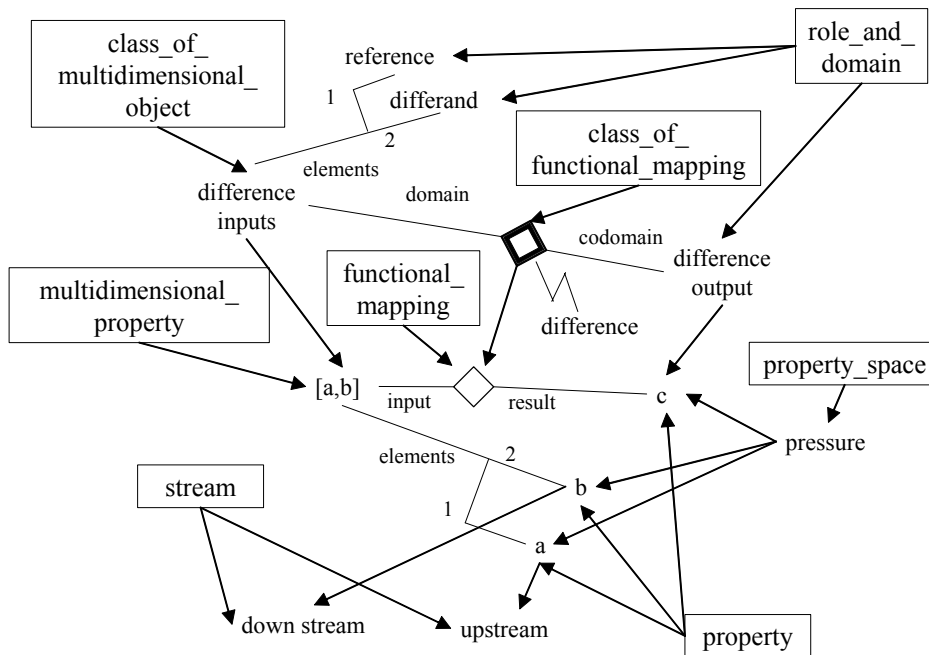 class_of_
multidimensional_
object
role_and_
domain
reference
1
differand
2
elements
class_of_
functional_mapping
difference
inputs
domain
codomain
difference
output
multidimensional_
property
functional_
mapping
difference
property_space
[a,b]
input
result
c
pressure
elements
2
stream
b
1
a
down stream
upstream
property